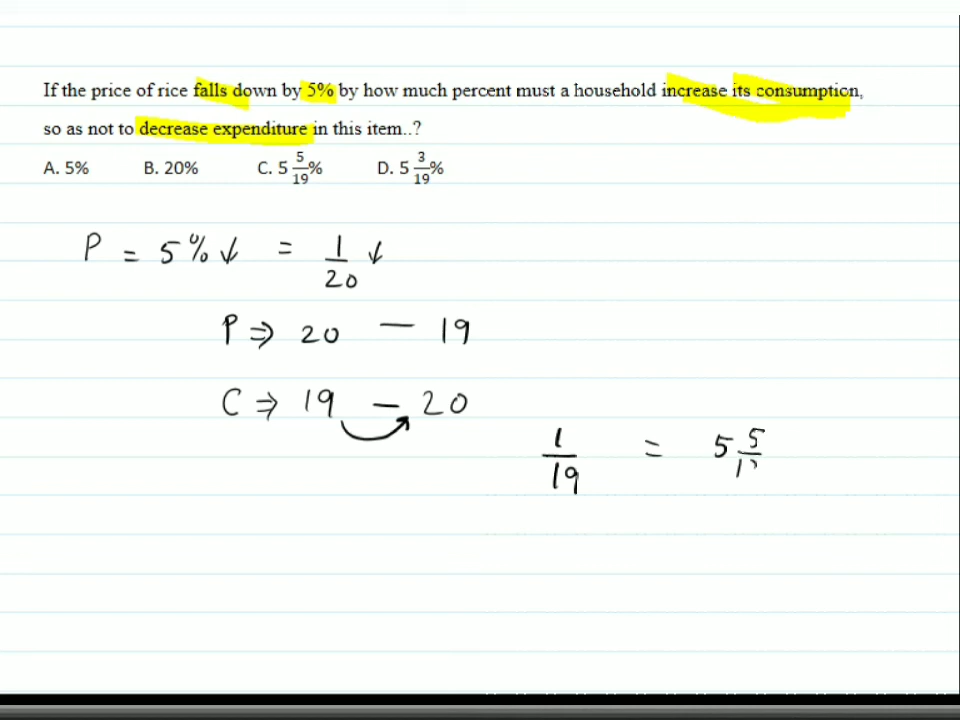 If the price of rice falls down by 5% by how much percent must a household increase its consumption,
so as not to decrease expenditure in this item..?
A. 5% B. 20% C. 5 5/19% D. 5 3/19%
P = 5% ↓ = 1/20 ↓
P ⇒ 20 — 19
C ⇒ 19 — 20
1/19 = 5 5/1